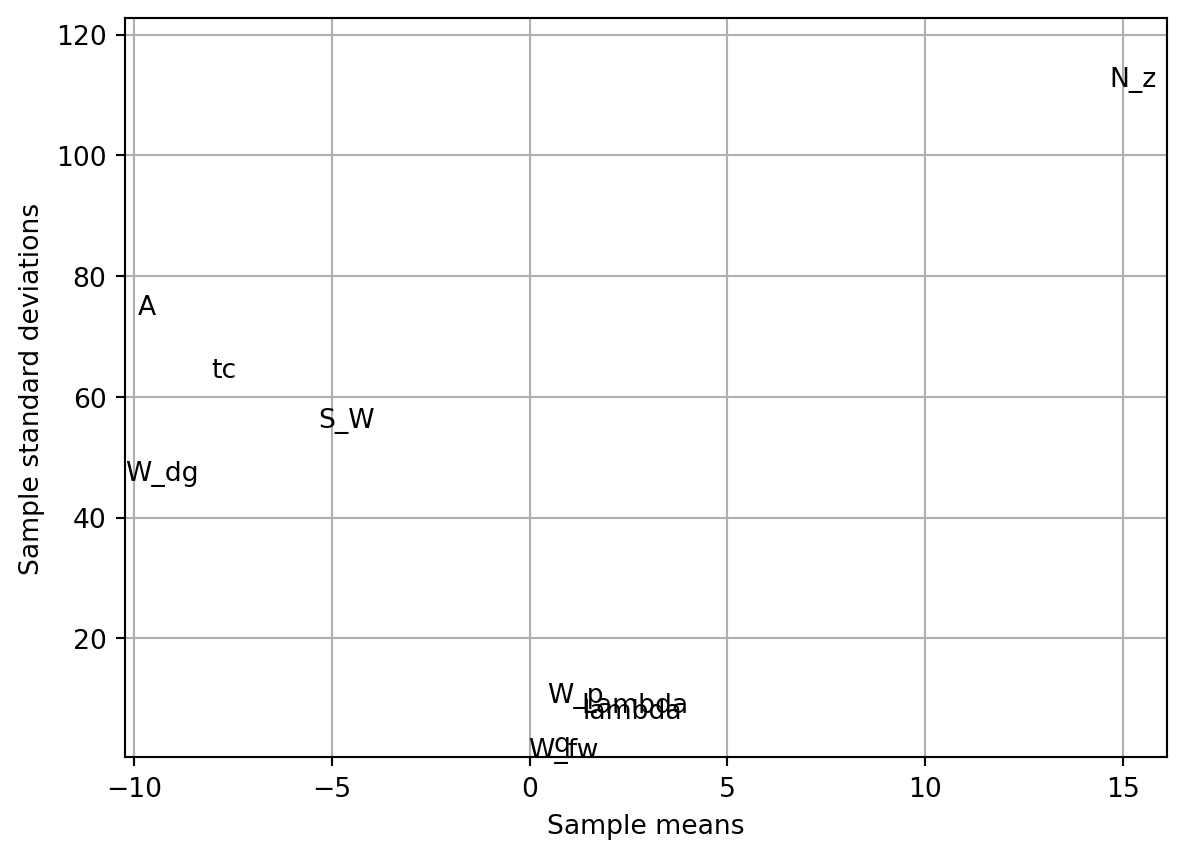 120
N_z
100
80
A
tc
60
S_W
W_dg
40
20
W_p
Lambda
lambda
q
W_fw
−10
−5
0
5
10
15
Sample means
Sample standard deviations